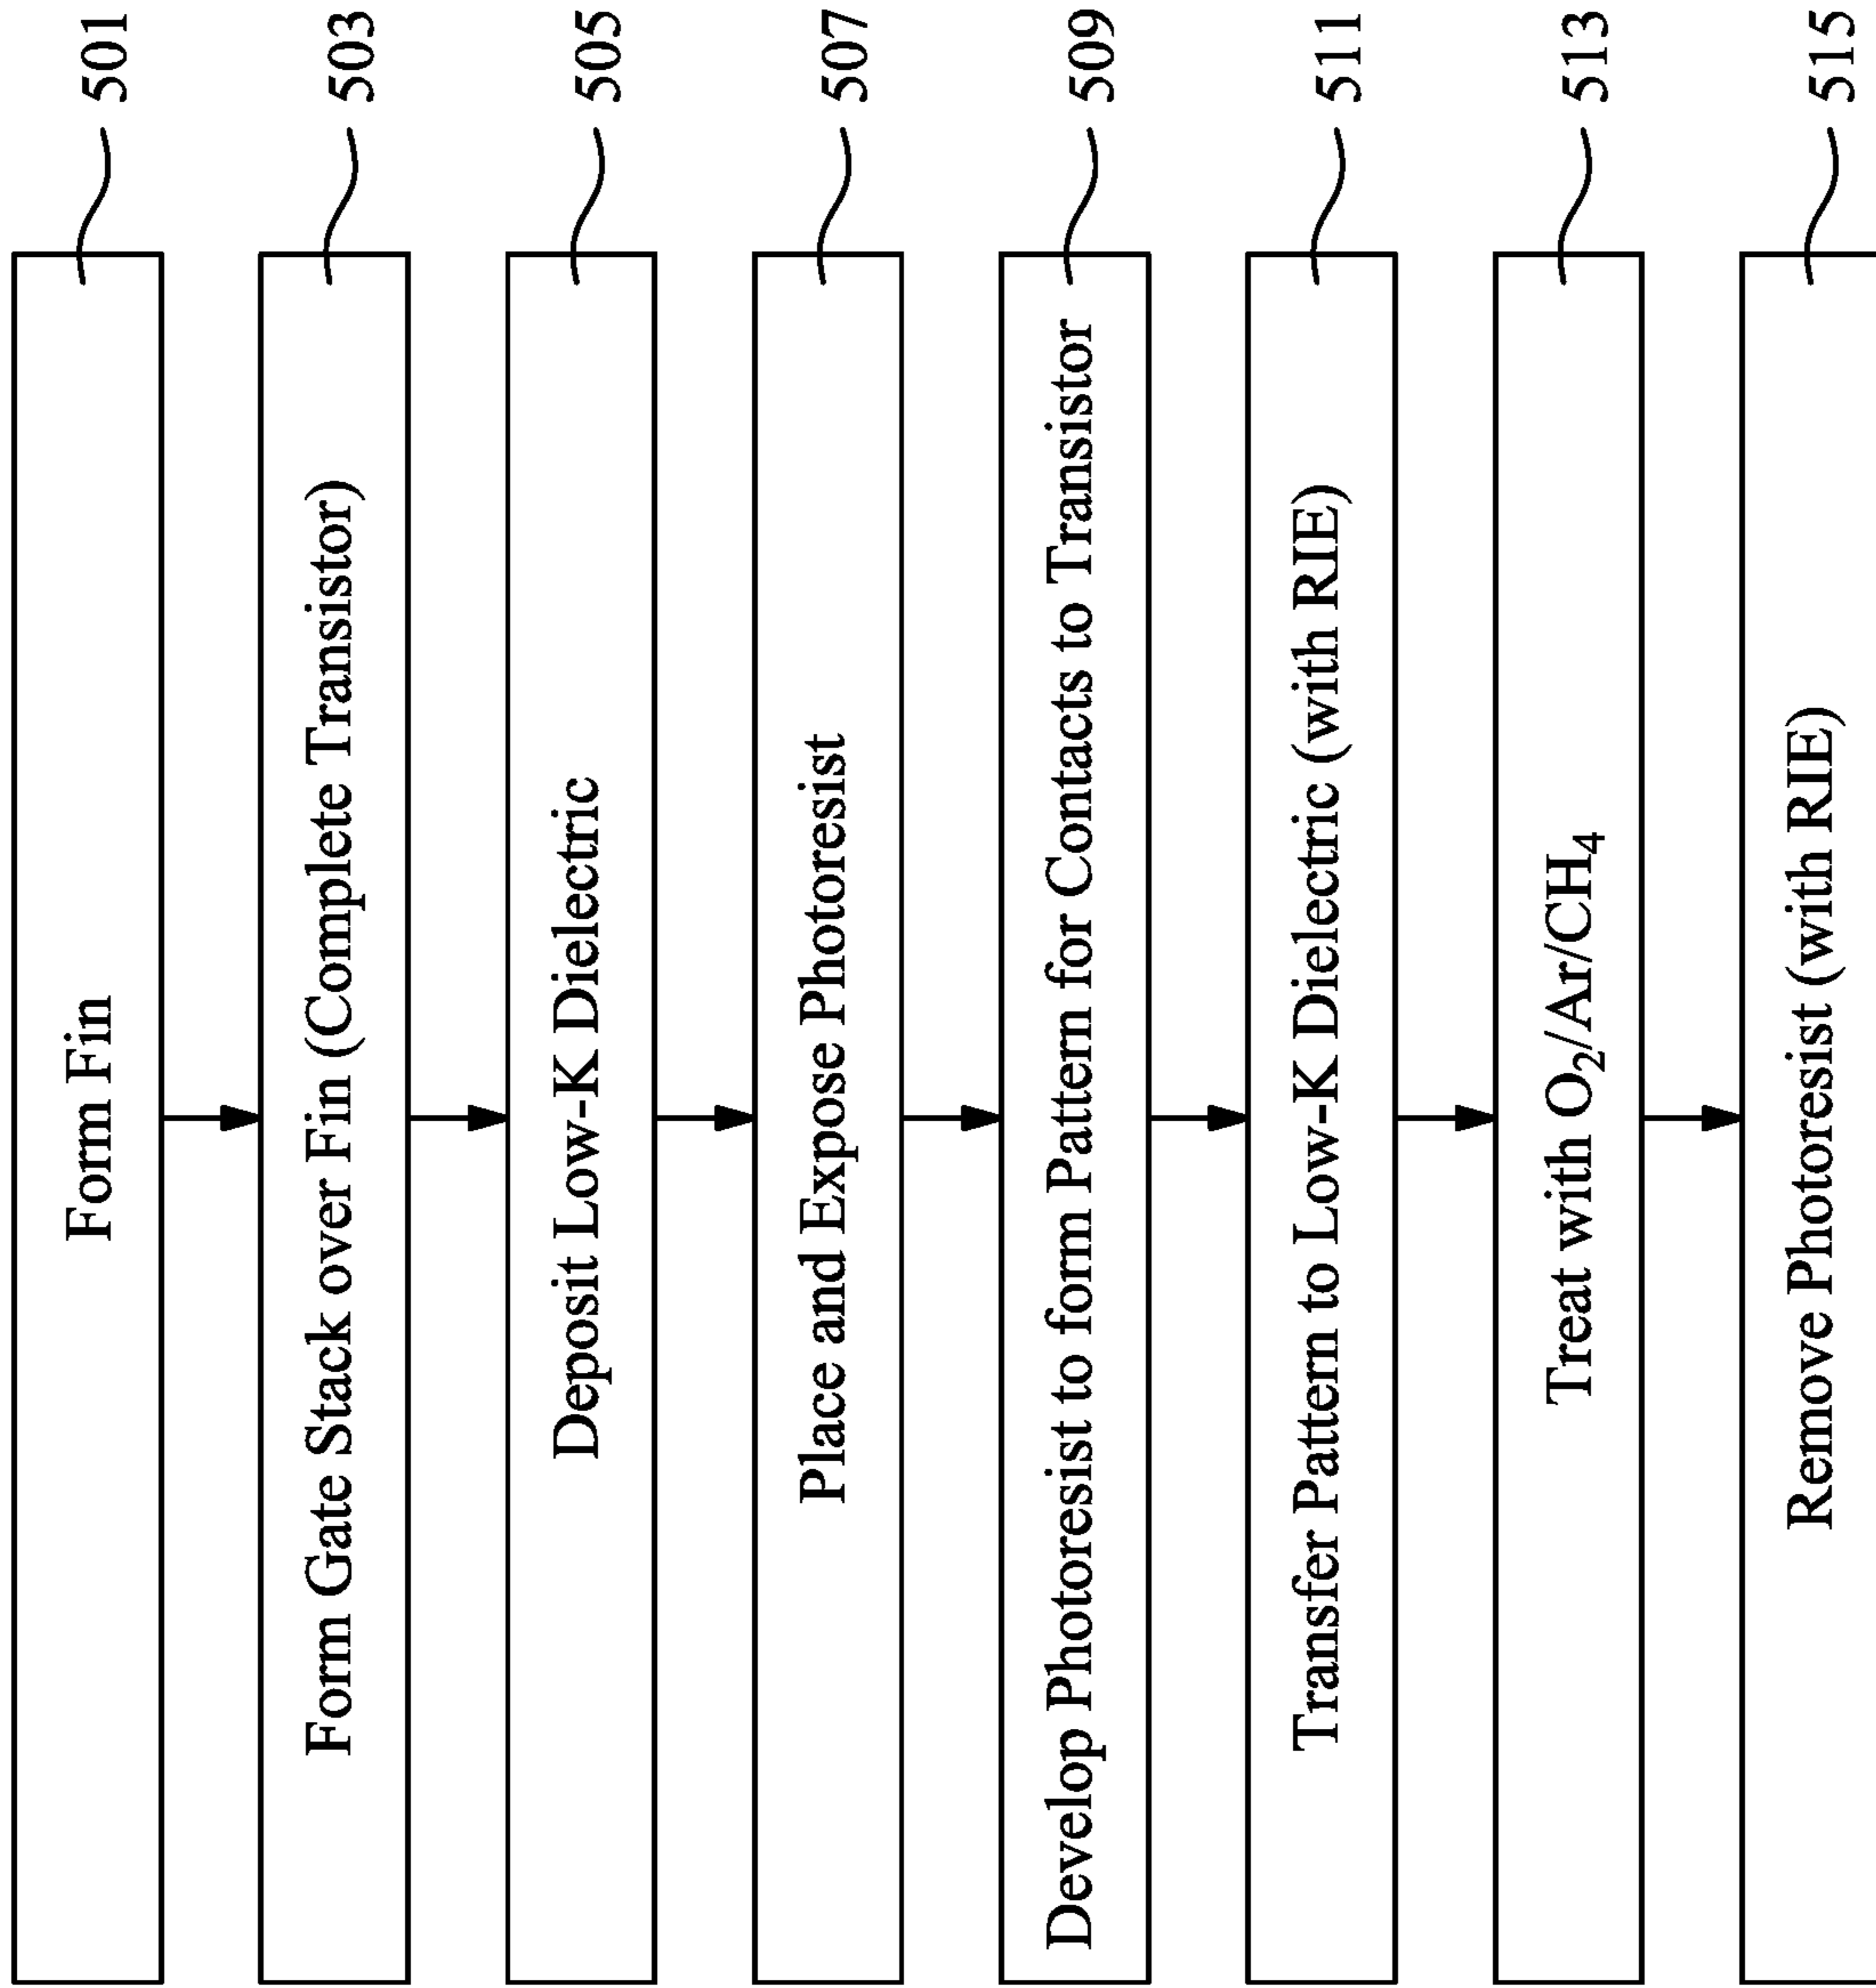 Form Fin
501
Form Gate Stack over Fin (Complete Transistor)
503
Deposit Low-K Dielectric
505
Place and Expose Photoresist
507
Develop Photoresist to form Pattern for Contacts to Transistor
509
Transfer Pattern to Low-K Dielectric (with RIE)
511
Treat with O₂/Ar/CH₄
513
Remove Photoresist (with RIE)
515